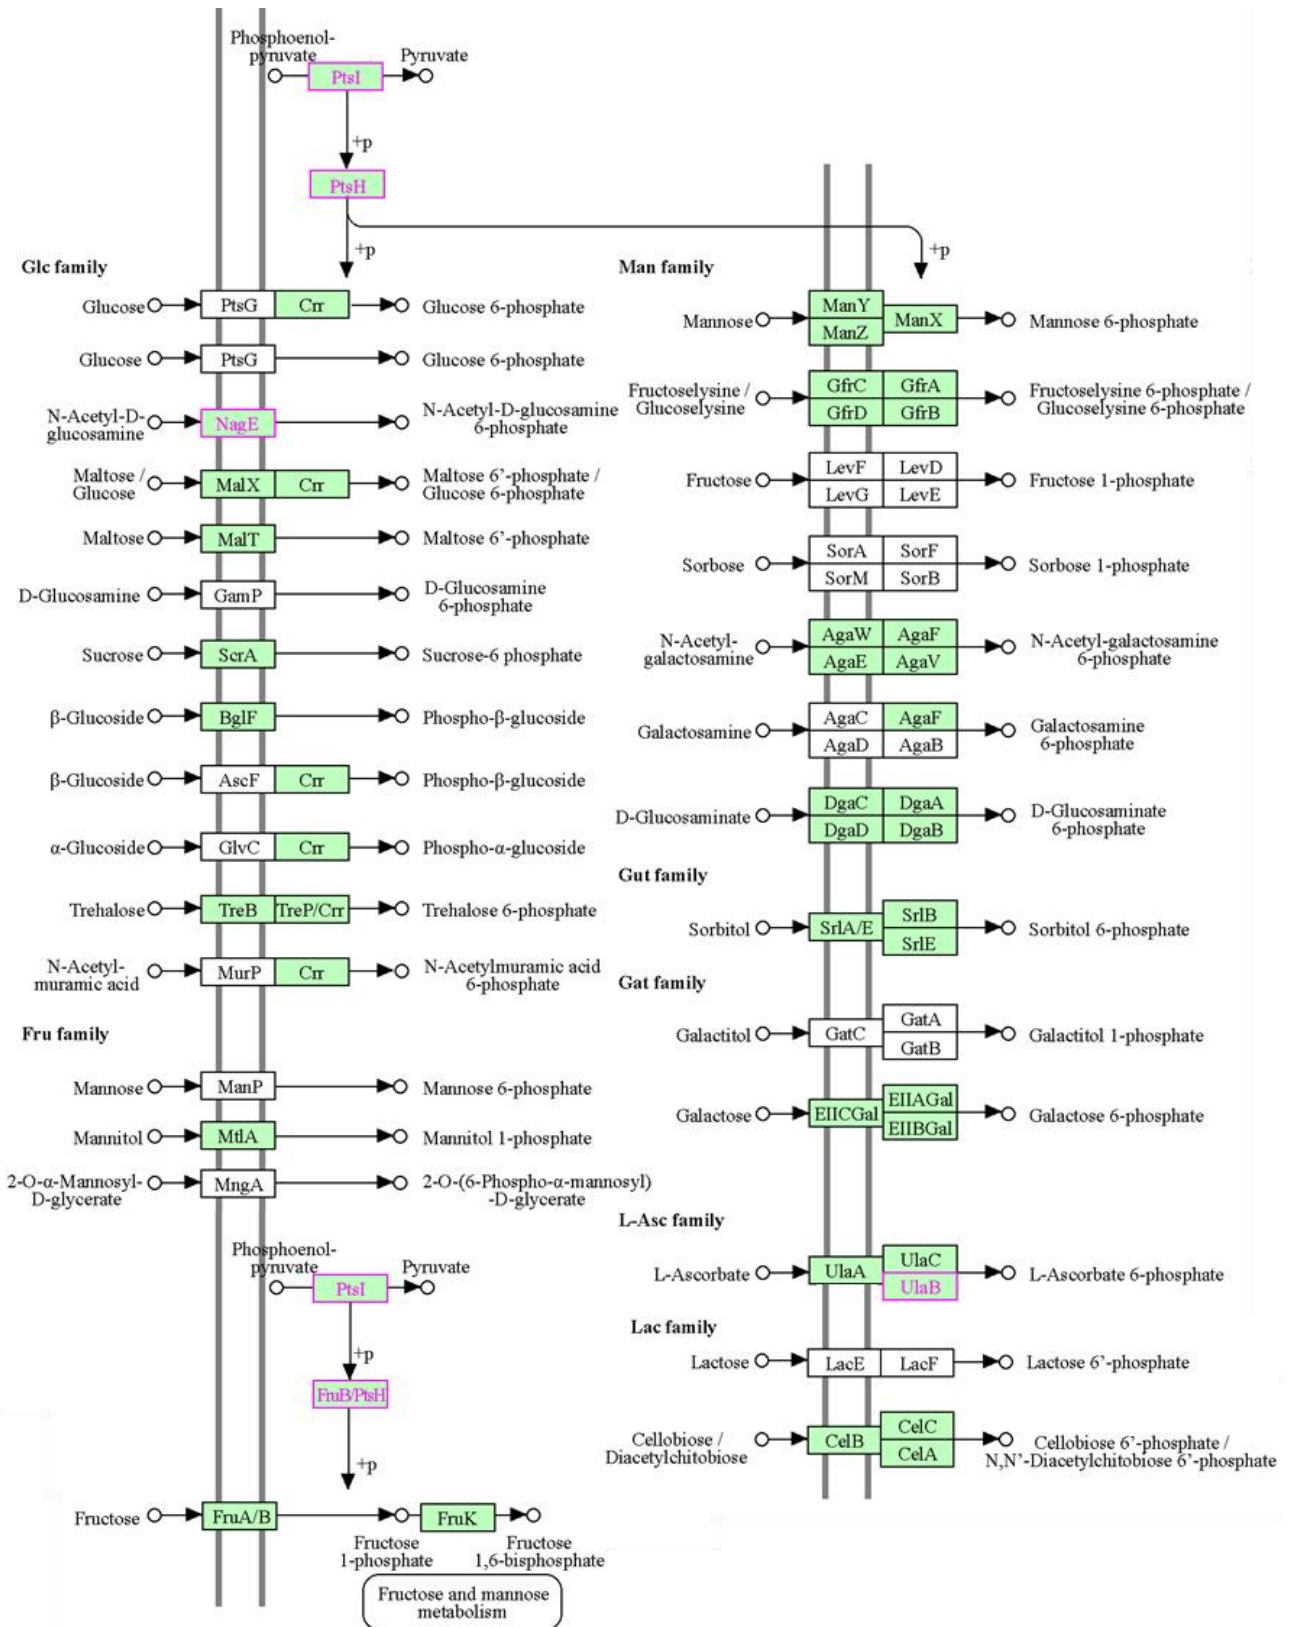 Phosphoenol-
pyruvate
Pyruvate
PtsI
+p
PtsH
+p
+p
Glc family
Glucose
PtsG
Crr
Glucose 6-phosphate
Glucose
PtsG
Glucose 6-phosphate
N-Acetyl-D-
glucosamine
NagE
N-Acetyl-D-glucosamine
6-phosphate
Maltose /
Glucose
MalX
Crr
Maltose 6’-phosphate /
Glucose 6-phosphate
Maltose
MalT
Maltose 6’-phosphate
D-Glucosamine
GamP
D-Glucosamine
6-phosphate
Sucrose
ScrA
Sucrose-6 phosphate
β-Glucoside
BglF
Phospho-β-glucoside
β-Glucoside
AscF
Crr
Phospho-β-glucoside
α-Glucoside
GlvC
Crr
Phospho-α-glucoside
Trehalose
TreB
TreP/Crr
Trehalose 6-phosphate
N-Acetyl-
muramic acid
MurP
Crr
N-Acetylmuramic acid
6-phosphate
Fru family
Mannose
ManP
Mannose 6-phosphate
Mannitol
MtlA
Mannitol 1-phosphate
2-O-α-Mannosyl-
D-glycerate
MngA
2-O-(6-Phospho-α-mannosyl)
-D-glycerate
Phosphoenol-
pyruvate
Pyruvate
PtsI
+p
FruB/PtsH
+p
Fructose
FruA/B
FruK
Fructose
1-phosphate
Fructose
1,6-bisphosphate
Fructose and mannose
metabolism
Man family
Mannose
ManY
ManZ
ManX
Mannose 6-phosphate
Fructoselysine /
Glucoselysine
GfrC
GfrA
GfrD
GfrB
Fructoselysine 6-phosphate /
Glucoselysine 6-phosphate
Fructose
LevF
LevD
LevG
LevE
Fructose 1-phosphate
Sorbose
SorA
SorF
SorM
SorB
Sorbose 1-phosphate
N-Acetyl-
galactosamine
AgaW
AgaF
AgaE
AgaV
N-Acetyl-galactosamine
6-phosphate
Galactosamine
AgaC
AgaF
AgaD
AgaB
Galactosamine
6-phosphate
D-Glucosaminate
DgaC
DgaA
DgaD
DgaB
D-Glucosaminate
6-phosphate
Gut family
Sorbitol
SrlA/E
SrlB
SrlE
Sorbitol 6-phosphate
Gat family
Galactitol
GatC
GatA
GatB
Galactitol 1-phosphate
Galactose
EIICGal
EIIAGal
EIIBGal
Galactose 6-phosphate
L-Asc family
L-Ascorbate
UlaA
UlaC
UlaB
L-Ascorbate 6-phosphate
Lac family
Lactose
LacE
LacF
Lactose 6’-phosphate
Cellobiose /
Diacetylchitobiose
CelB
CelC
CelA
Cellobiose 6’-phosphate /
N,N’-Diacetylchitobiose 6’-phosphate